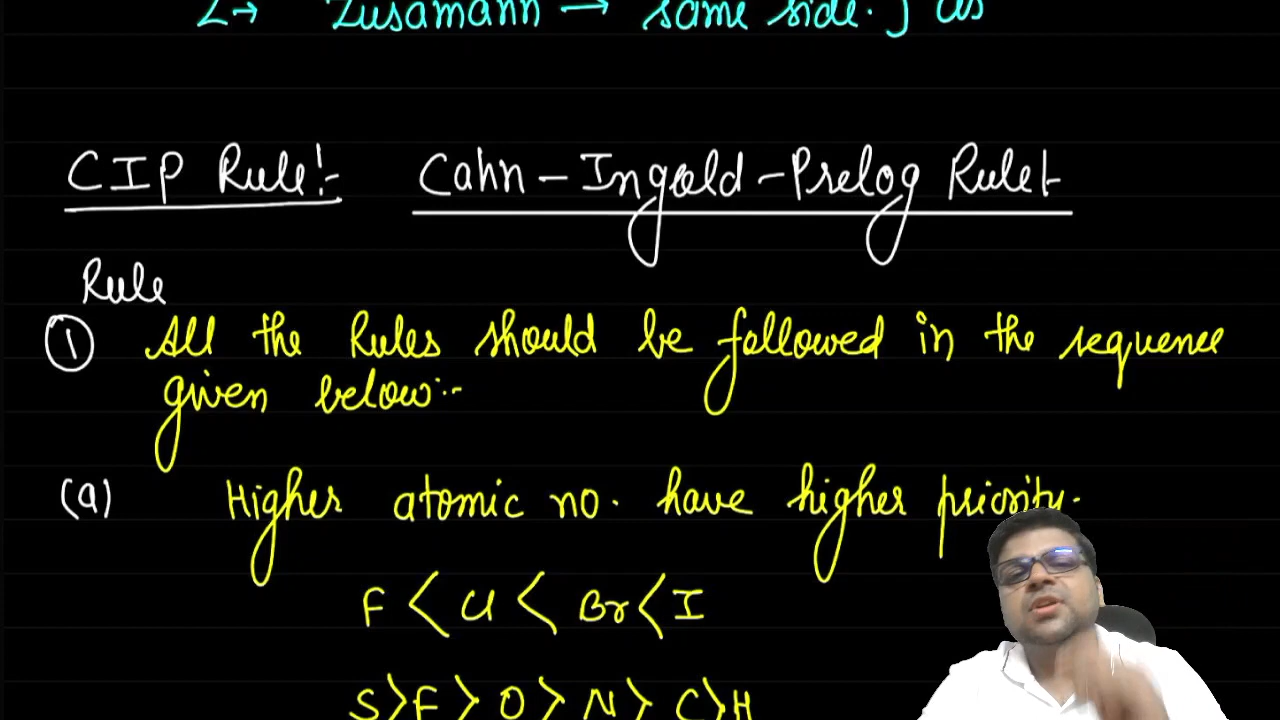 Z→ Zusamann → same side. } as
CIP Rule:- Cahn-Ingold-Prelog Rule:-
Rule
① All the Rules should be followed in the sequence
given below:-
(a) Higher atomic no. have higher priority.
F < Cl < Br < I
S > F > O > N > C > H